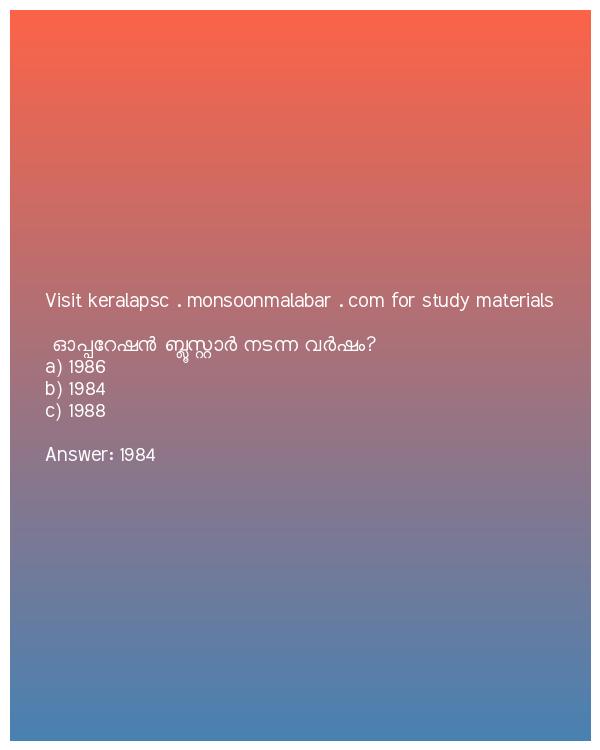 Visit keralapsc . monsoonmalabar . com for study materials
ഓപ്പറേഷൻ ബ്ലൂസ്റ്റാർ നടന്ന വർഷം?
a) 1986
b) 1984
c) 1988
Answer: 1984